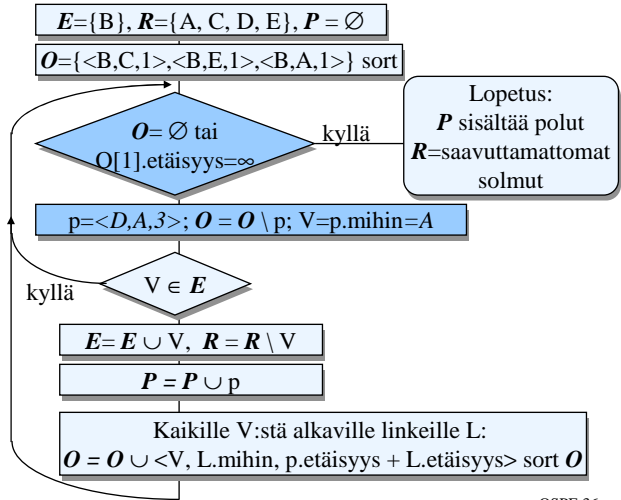 E={B}, R={A, C, D, E}, P = ∅
O={<B,C,1>,<B,E,1>,<B,A,1>} sort
O= ∅ tai
O[1].etäisyys=∞
kyllä
Lopetus:
P sisältää polut
R=saavuttamattomat
solmut
p=<D,A,3>; O = O \ p; V=p.mihin=A
V ∈ E
kyllä
E= E ∪ V, R = R \ V
P = P ∪ p
Kaikille V:stä alkaville linkeille L:
O = O ∪ <V, L.mihin, p.etäisyys + L.etäisyys> sort O